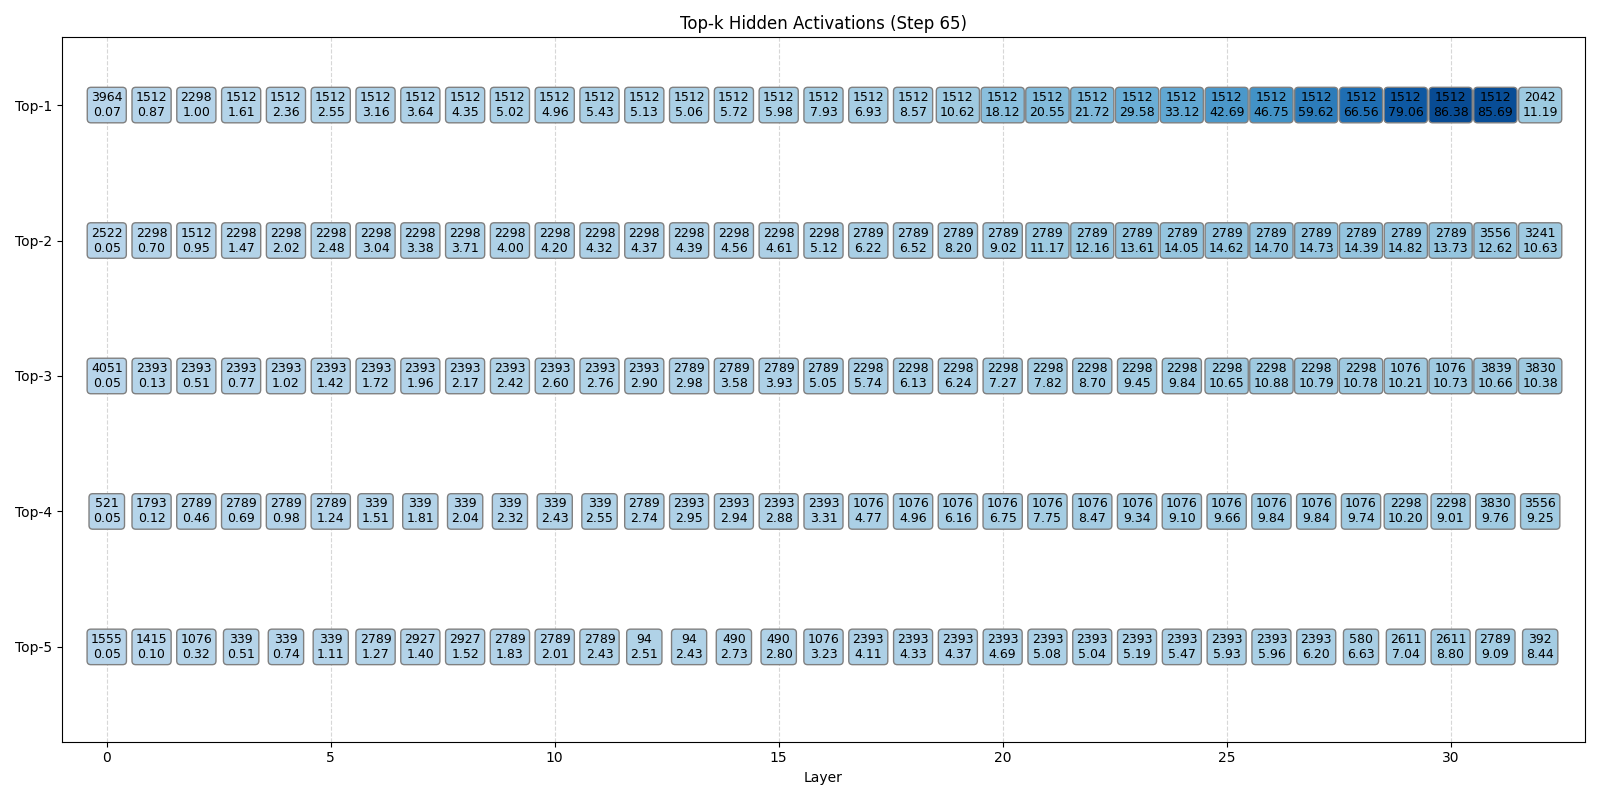 Top-k Hidden Activations (Step 65)
Top-1
3964 1512 2298 1512 1512 1512 1512 1512 1512 1512 1512 1512 1512 1512 1512 1512 1512 1512 1512 1512 1512 1512 1512 1512 1512 1512 1512 1512 1512 1512 1512 1512 2042
0.07 0.87 1.00 1.61 2.36 2.55 3.16 3.64 4.35 5.02 4.96 5.43 5.13 5.06 5.72 5.98 7.93 6.93 8.57 10.62 18.12 20.55 21.72 29.58 33.12 42.69 46.75 59.62 66.56 79.06 86.38 85.69 11.19
Top-2
2522 2298 1512 2298 2298 2298 2298 2298 2298 2298 2298 2298 2298 2298 2298 2298 2298 2789 2789 2789 2789 2789 2789 2789 2789 2789 2789 2789 2789 2789 2789 3556 3241
0.05 0.70 0.95 1.47 2.02 2.48 3.04 3.38 3.71 4.00 4.20 4.32 4.37 4.39 4.56 4.61 5.12 6.22 6.52 8.20 9.02 11.17 12.16 13.61 14.05 14.62 14.70 14.73 14.39 14.82 13.73 12.62 10.63
Top-3
4051 2393 2393 2393 2393 2393 2393 2393 2393 2393 2393 2393 2393 2789 2789 2789 2789 2298 2298 2298 2298 2298 2298 2298 2298 2298 2298 2298 2298 1076 1076 3839 3830
0.05 0.13 0.51 0.77 1.02 1.42 1.72 1.96 2.17 2.42 2.60 2.76 2.90 2.98 3.58 3.93 5.05 5.74 6.13 6.24 7.27 7.82 8.70 9.45 9.84 10.65 10.88 10.79 10.78 10.21 10.73 10.66 10.38
Top-4
521 1793 2789 2789 2789 2789 339 339 339 339 339 339 2789 2393 2393 2393 2393 1076 1076 1076 1076 1076 1076 1076 1076 1076 1076 1076 1076 2298 2298 3830 3556
0.05 0.12 0.46 0.69 0.98 1.24 1.51 1.81 2.04 2.32 2.43 2.55 2.74 2.95 2.94 2.88 3.31 4.77 4.96 6.16 6.75 7.75 8.47 9.34 9.10 9.66 9.84 9.84 9.74 10.20 9.01 9.76 9.25
Top-5
1555 1415 1076 339 339 339 2789 2927 2927 2789 2789 2789 94 94 490 490 1076 2393 2393 2393 2393 2393 2393 2393 2393 2393 2393 2393 580 2611 2611 2789 392
0.05 0.10 0.32 0.51 0.74 1.11 1.27 1.40 1.52 1.83 2.01 2.43 2.51 2.43 2.73 2.80 3.23 4.11 4.33 4.37 4.69 5.08 5.04 5.19 5.47 5.93 5.96 6.20 6.63 7.04 8.80 9.09 8.44
0 5 10 15 20 25 30
Layer